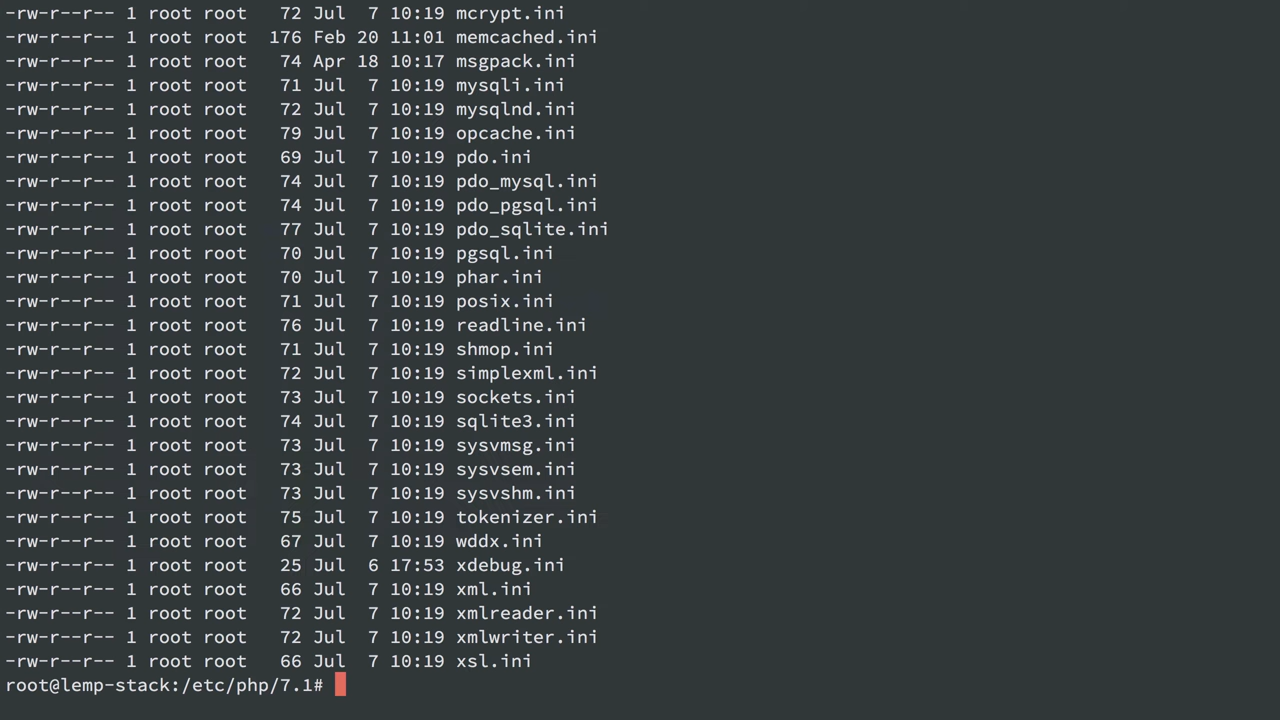 -rw-r--r-- 1 root root   72 Jul  7 10:19 mcrypt.ini
-rw-r--r-- 1 root root  176 Feb 20 11:01 memcached.ini
-rw-r--r-- 1 root root   74 Apr 18 10:17 msgpack.ini
-rw-r--r-- 1 root root   71 Jul  7 10:19 mysqli.ini
-rw-r--r-- 1 root root   72 Jul  7 10:19 mysqlnd.ini
-rw-r--r-- 1 root root   79 Jul  7 10:19 opcache.ini
-rw-r--r-- 1 root root   69 Jul  7 10:19 pdo.ini
-rw-r--r-- 1 root root   74 Jul  7 10:19 pdo_mysql.ini
-rw-r--r-- 1 root root   74 Jul  7 10:19 pdo_pgsql.ini
-rw-r--r-- 1 root root   77 Jul  7 10:19 pdo_sqlite.ini
-rw-r--r-- 1 root root   70 Jul  7 10:19 pgsql.ini
-rw-r--r-- 1 root root   70 Jul  7 10:19 phar.ini
-rw-r--r-- 1 root root   71 Jul  7 10:19 posix.ini
-rw-r--r-- 1 root root   76 Jul  7 10:19 readline.ini
-rw-r--r-- 1 root root   71 Jul  7 10:19 shmop.ini
-rw-r--r-- 1 root root   72 Jul  7 10:19 simplexml.ini
-rw-r--r-- 1 root root   73 Jul  7 10:19 sockets.ini
-rw-r--r-- 1 root root   74 Jul  7 10:19 sqlite3.ini
-rw-r--r-- 1 root root   73 Jul  7 10:19 sysvmsg.ini
-rw-r--r-- 1 root root   73 Jul  7 10:19 sysvsem.ini
-rw-r--r-- 1 root root   73 Jul  7 10:19 sysvshm.ini
-rw-r--r-- 1 root root   75 Jul  7 10:19 tokenizer.ini
-rw-r--r-- 1 root root   67 Jul  7 10:19 wddx.ini
-rw-r--r-- 1 root root   25 Jul  6 17:53 xdebug.ini
-rw-r--r-- 1 root root   66 Jul  7 10:19 xml.ini
-rw-r--r-- 1 root root   72 Jul  7 10:19 xmlreader.ini
-rw-r--r-- 1 root root   72 Jul  7 10:19 xmlwriter.ini
-rw-r--r-- 1 root root   66 Jul  7 10:19 xsl.ini
root@lemp-stack:/etc/php/7.1#